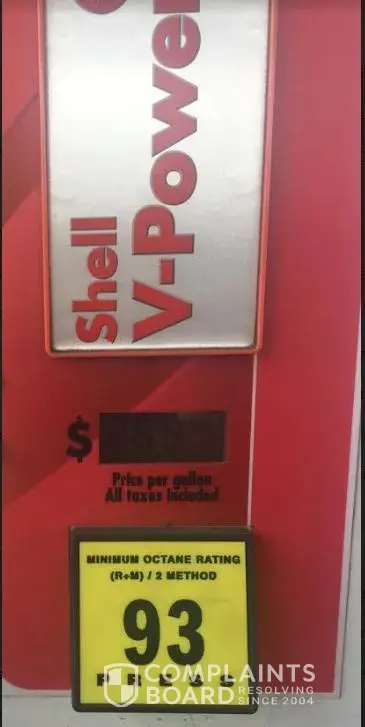 Shell
V-Power
$
Price per gallon
All taxes included
MINIMUM OCTANE RATING
(R+M) / 2 METHOD
93
PRESS
COMPLAINTS
BOARD RESOLVING
SINCE 2004